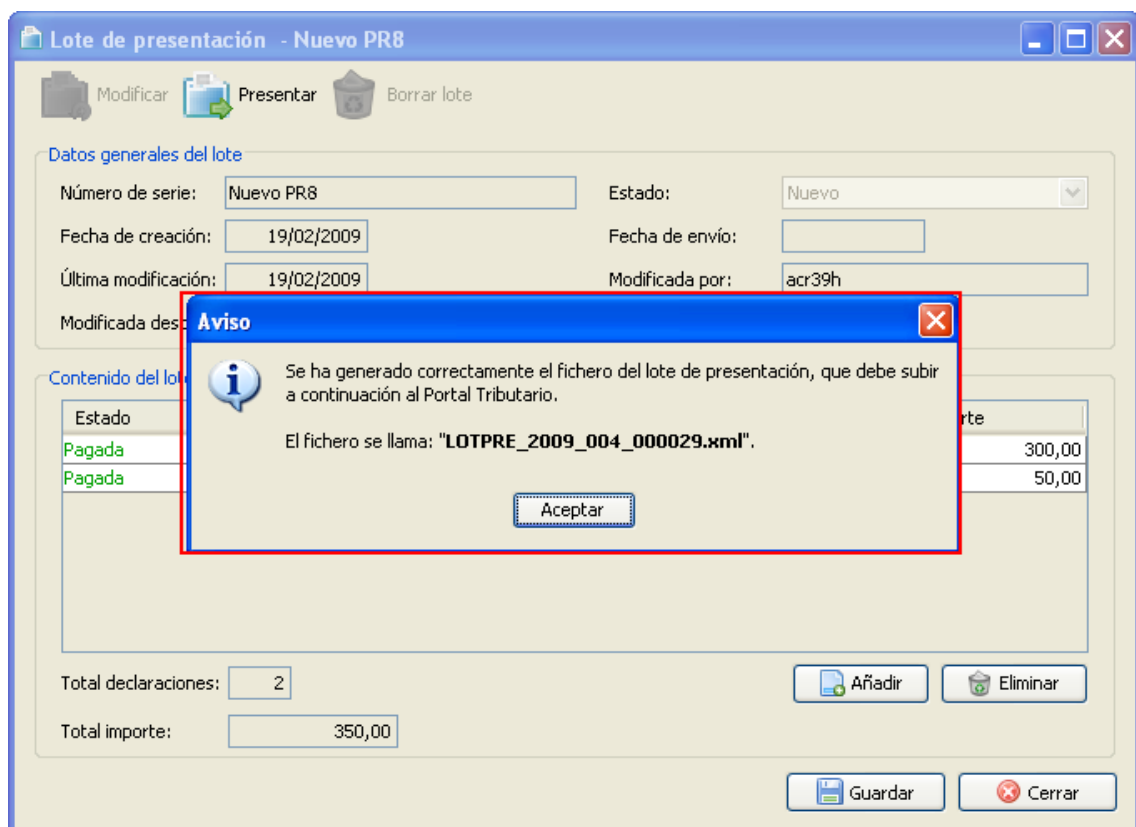 Lote de presentación - Nuevo PR8
Modificar Presentar Borrar lote
Datos generales del lote
Número de serie: Nuevo PR8 Estado: Nuevo
Fecha de creación: 19/02/2009 Fecha de envío:
Última modificación: 19/02/2009 Modificada por: acr39h
Modificada
Aviso
Se ha generado correctamente el fichero del lote de presentación, que debe subir
a continuación al Portal Tributario.
El fichero se llama: "LOTPRE_2009_004_000029.xml".
Aceptar
Contenido del
Estado
Pagada 300,00
Pagada 50,00
Total declaraciones: 2 Añadir Eliminar
Total importe: 350,00
Guardar Cerrar